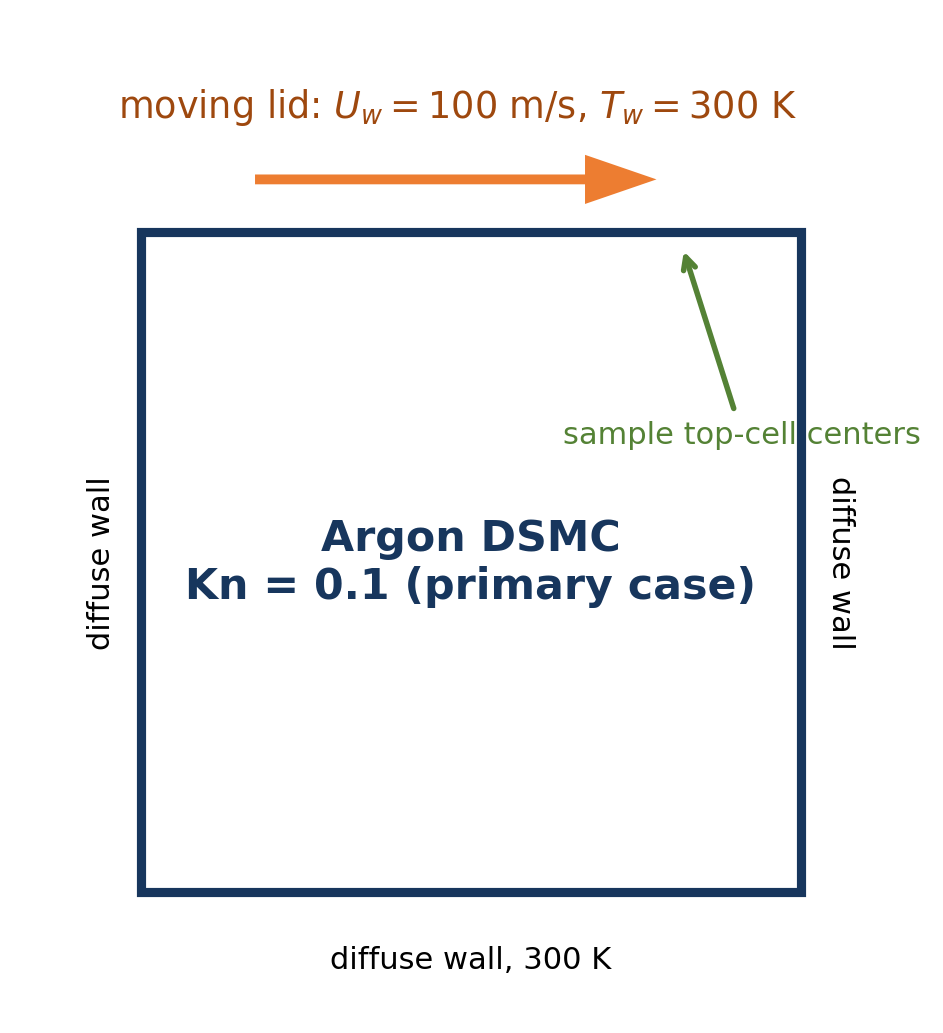 moving lid: U_w = 100 m/s, T_w = 300 K
sample top-cell centers
diffuse wall
diffuse wall
Argon DSMC
Kn = 0.1 (primary case)
diffuse wall, 300 K